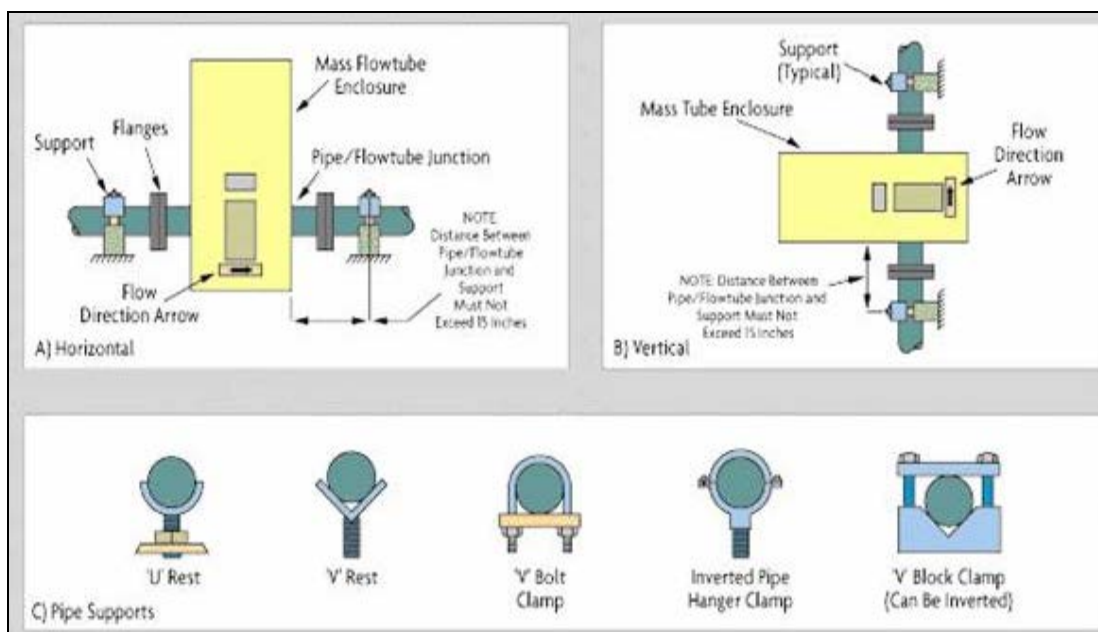 Mass Flowtube
Enclosure
Flanges
Support
Pipe/Flowtube Junction
NOTE:
Distance Between
Pipe/Flowtube
Junction and
Support
Must Not
Exceed 15 Inches
Flow
Direction Arrow
A) Horizontal
Support
(Typical)
Mass Tube Enclosure
Flow
Direction
Arrow
NOTE: Distance Between
Pipe/Flowtube Junction and
Support Must Not
Exceed 15 Inches
B) Vertical
'U' Rest
'V' Rest
'V' Bolt
Clamp
Inverted Pipe
Hanger Clamp
'V' Block Clamp
(Can Be Inverted)
C) Pipe Supports